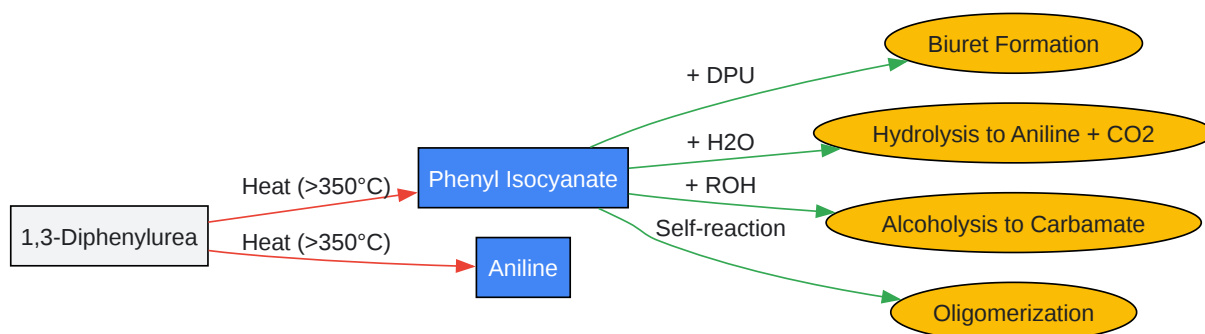 Biuret Formation
+ DPU
Hydrolysis to Aniline + CO2
+ H2O
Heat (>350°C)
Phenyl Isocyanate
+ ROH
Alcoholysis to Carbamate
Self-reaction
1,3-Diphenylurea
Heat (>350°C)
Aniline
Oligomerization